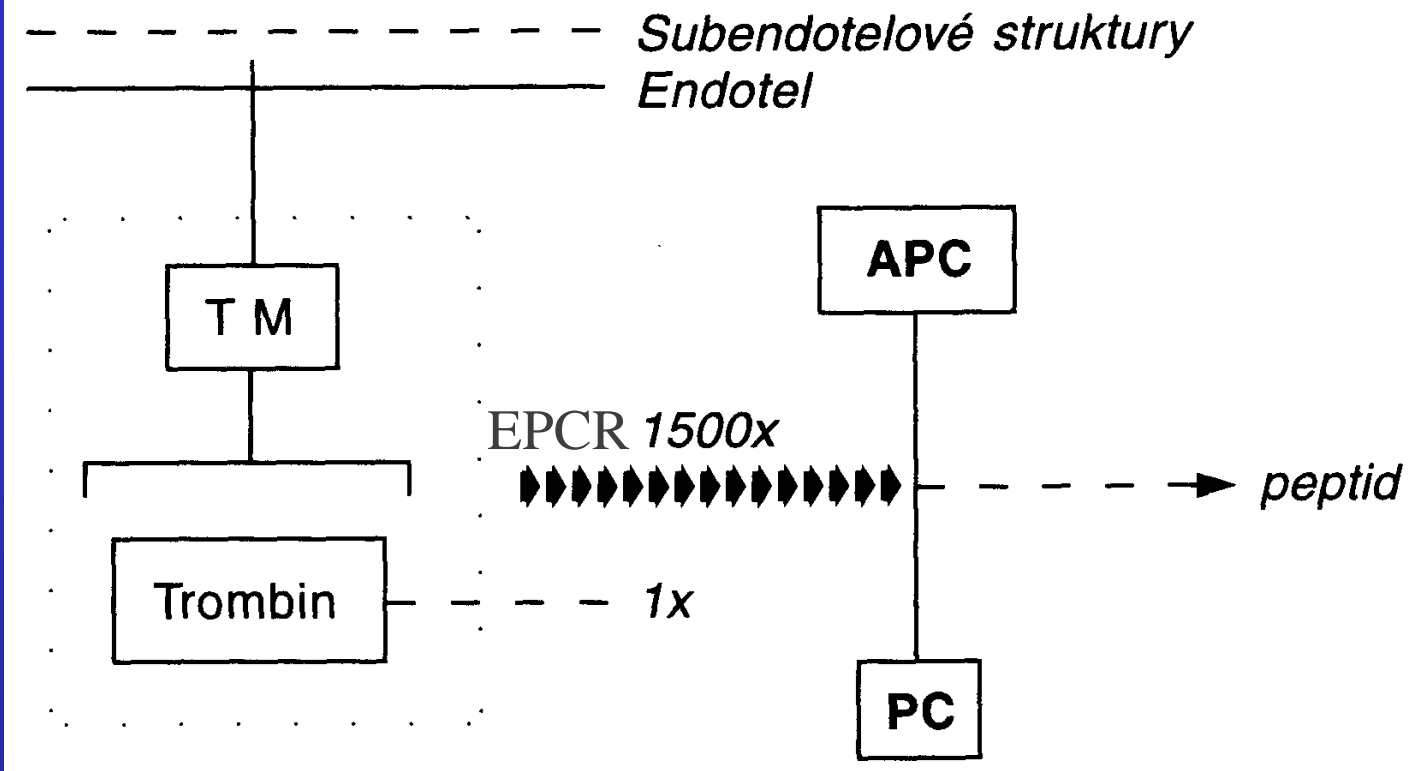 Subendotelové struktury
Endotel
APC
T M
EPCR 1500x
peptid
Trombin
1x
PC